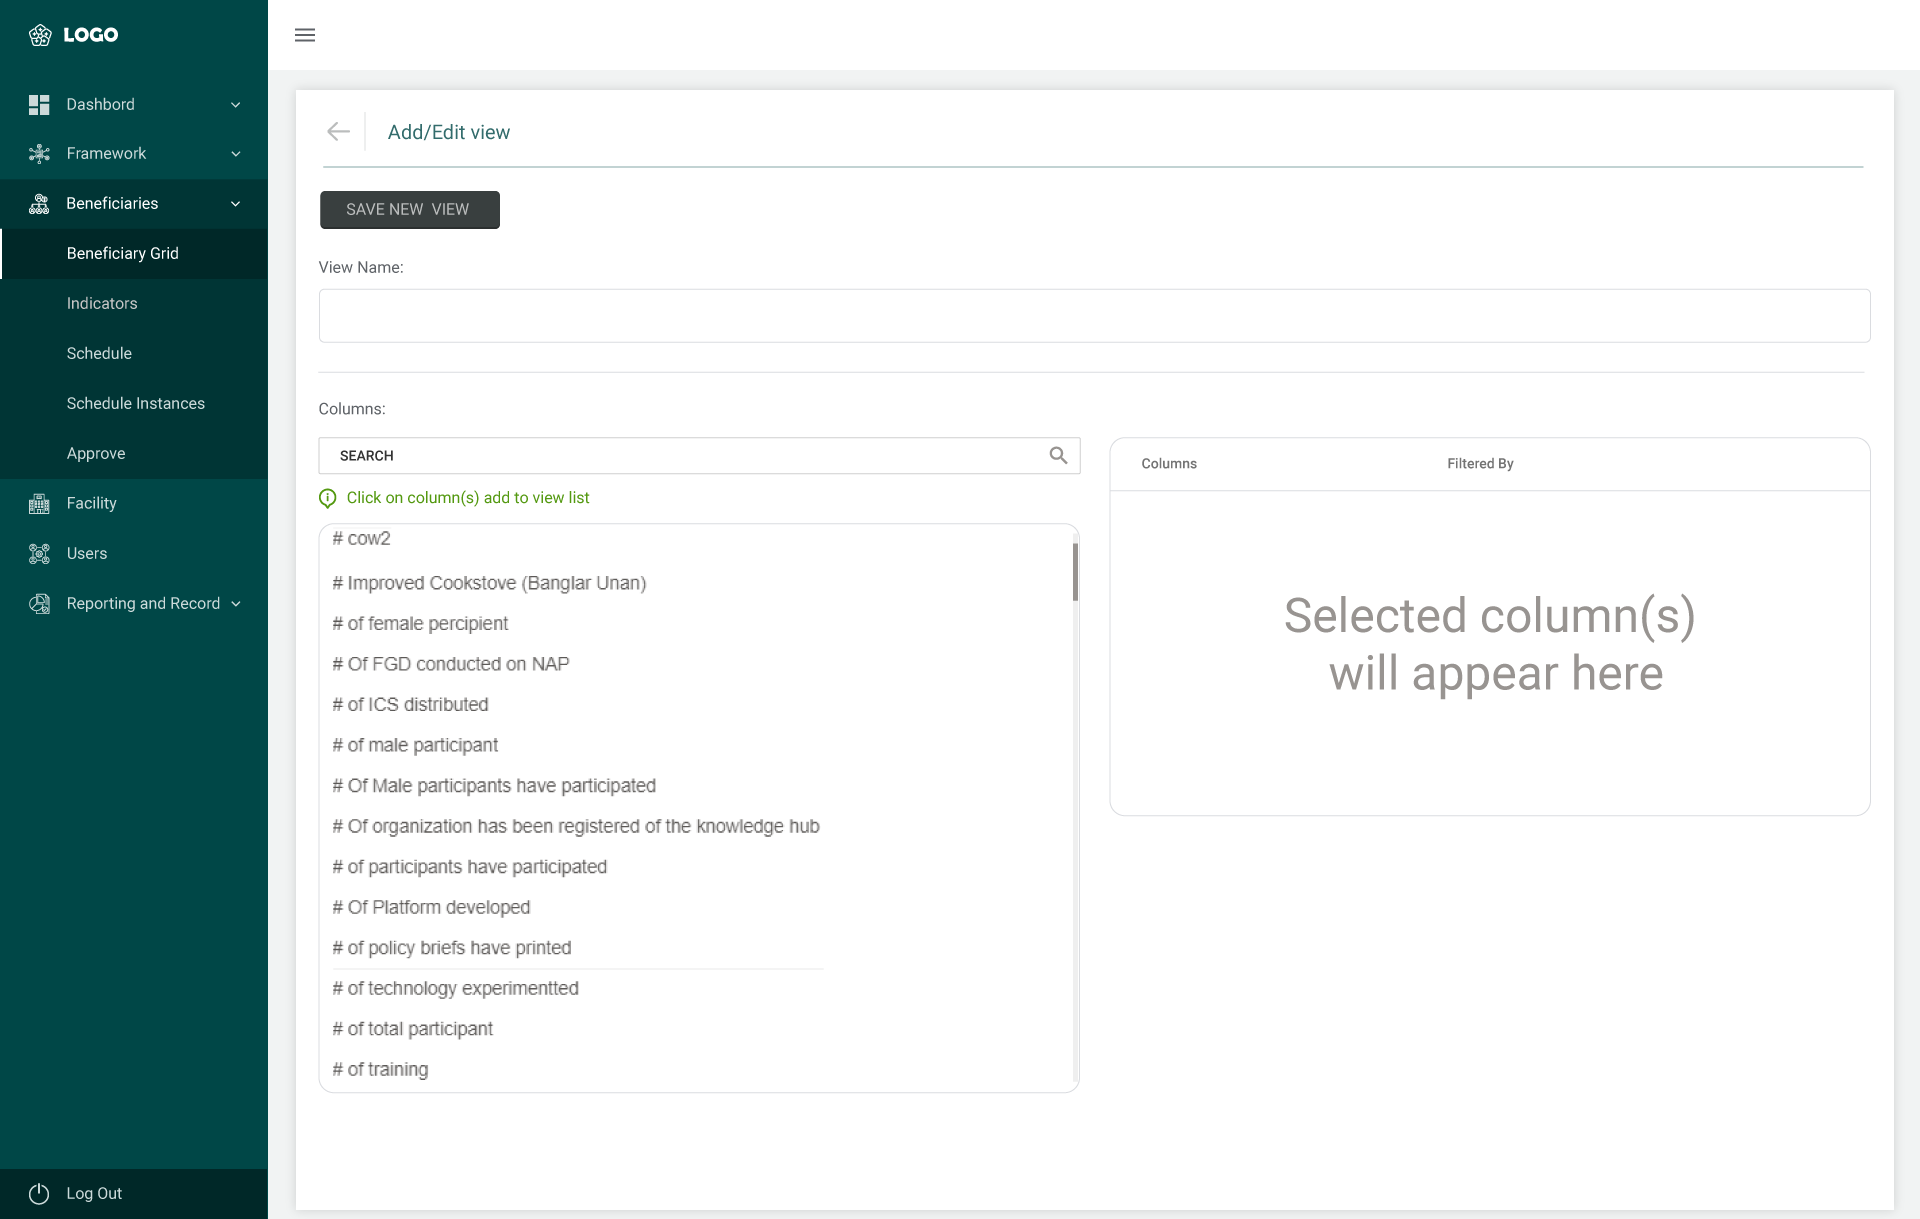 LOGO
Dashbord
Framework
Beneficiaries
Beneficiary Grid
Indicators
Schedule
Schedule Instances
Approve
Facility
Users
Reporting and Record
Log Out
Add/Edit view
SAVE NEW VIEW
View Name:
Columns:
SEARCH
Click on column(s) add to view list
# cow2
# Improved Cookstove (Banglar Unan)
# of female percipient
# Of FGD conducted on NAP
# of ICS distributed
# of male participant
# Of Male participants have participated
# Of organization has been registered of the knowledge hub
# of participants have participated
# Of Platform developed
# of policy briefs have printed
# of technology experimentted
# of total participant
# of training
Columns Filtered By
Selected column(s)
will appear here